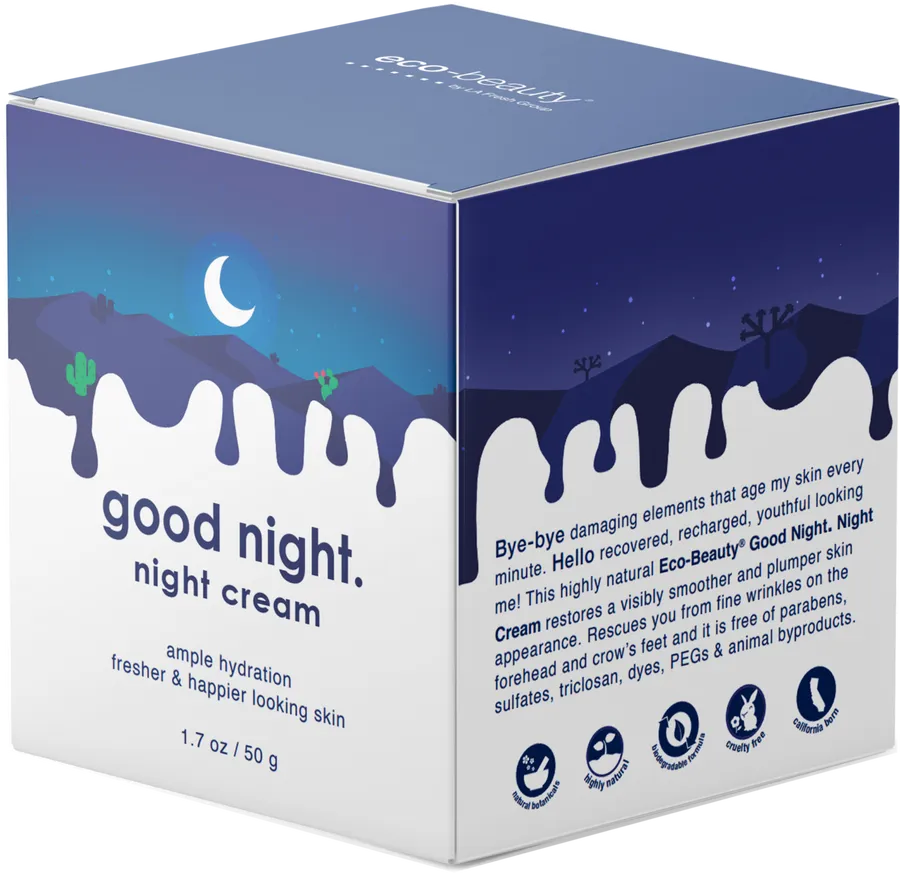 eco-beauty®
by LA Fresh Group
good night.
night cream
ample hydration
fresher & happier looking skin
1.7 oz / 50 g
Bye-bye damaging elements that age my skin every
minute. Hello recovered, recharged, youthful looking
me! This highly natural Eco-Beauty® Good Night. Night
Cream restores a visibly smoother and plumper skin
appearance. Rescues you from fine wrinkles on the
forehead and crow's feet and it is free of parabens,
sulfates, triclosan, dyes, PEGs & animal byproducts.
natural botanicals
highly natural
biodegradable formula
cruelty free
california born